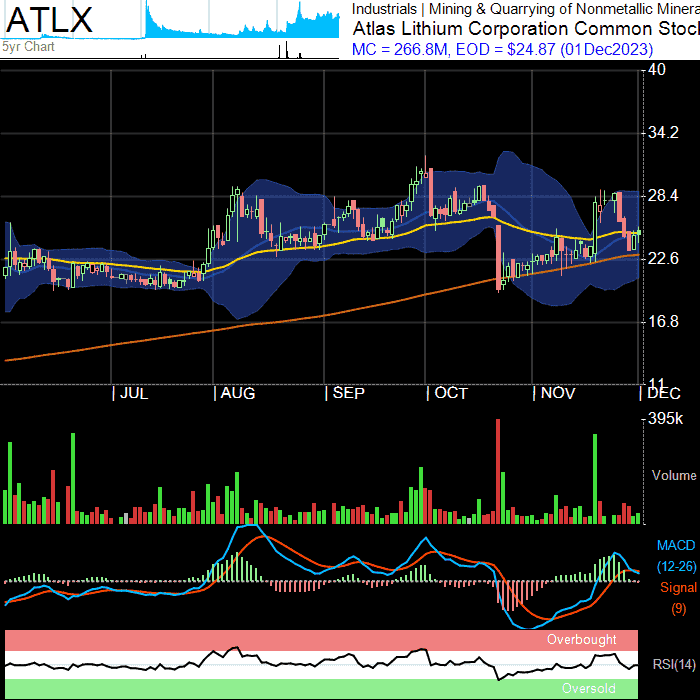 ATLX
5yr Chart
Industrials | Mining & Quarrying of Nonmetallic Minera
Atlas Lithium Corporation Common Stoc
MC = 266.8M, EOD = $24.87 (01Dec2023)
40
34.2
28.4
22.6
16.8
11
JUL AUG SEP OCT NOV DEC
395k
Volume
MACD
(12-26)
Signal
(9)
Overbought
RSI(14)
Oversold